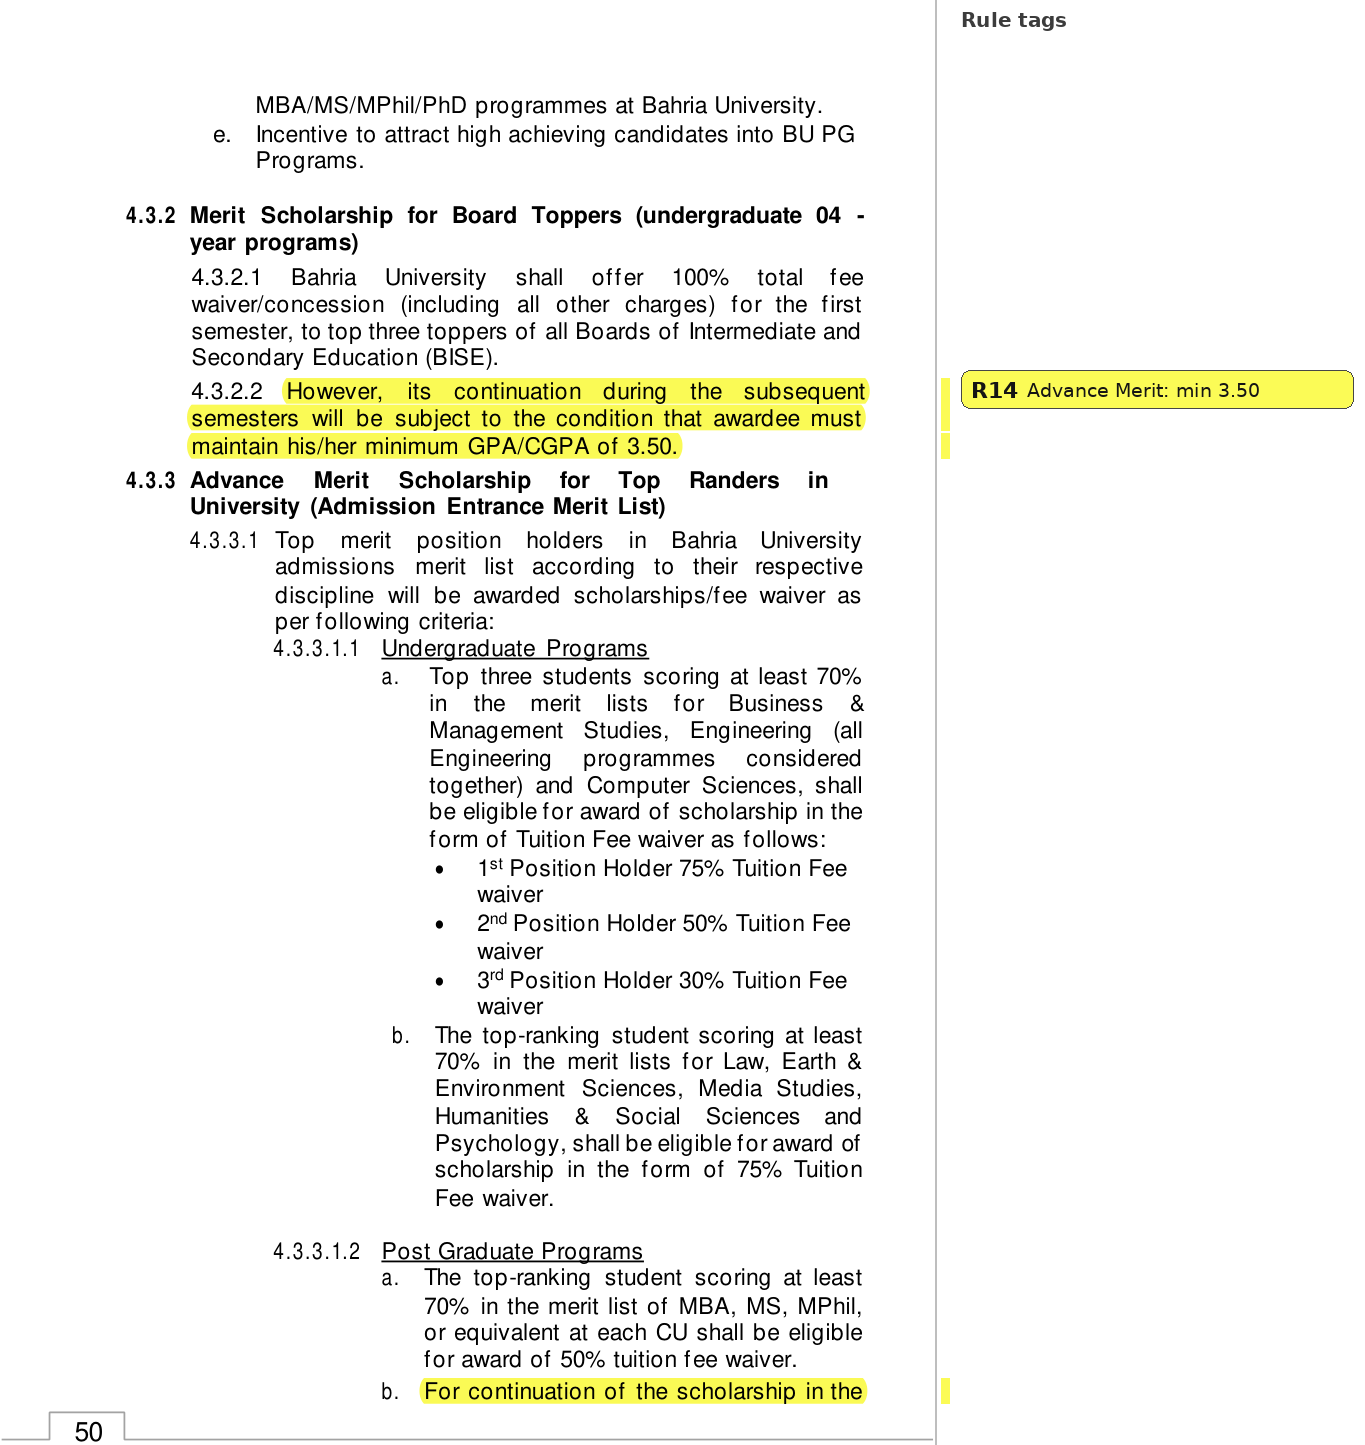 Rule tags
MBA/MS/MPhil/PhD programmes at Bahria University.
e. Incentive to attract high achieving candidates into BU PG
Programs.
4.3.2 Merit Scholarship for Board Toppers (undergraduate 04 -
year programs)
4.3.2.1 Bahria University shall offer 100% total fee
waiver/concession (including all other charges) for the first
semester, to top three toppers of all Boards of Intermediate and
Secondary Education (BISE).
4.3.2.2 However, its continuation during the subsequent
semesters will be subject to the condition that awardee must
maintain his/her minimum GPA/CGPA of 3.50.
R14 Advance Merit: min 3.50
4.3.3 Advance Merit Scholarship for Top Randers in
University (Admission Entrance Merit List)
4.3.3.1 Top merit position holders in Bahria University
admissions merit list according to their respective
discipline will be awarded scholarships/fee waiver as
per following criteria:
4.3.3.1.1 Undergraduate Programs
a. Top three students scoring at least 70%
in the merit lists for Business &
Management Studies, Engineering (all
Engineering programmes considered
together) and Computer Sciences, shall
be eligible for award of scholarship in the
form of Tuition Fee waiver as follows:
• 1st Position Holder 75% Tuition Fee
waiver
• 2nd Position Holder 50% Tuition Fee
waiver
• 3rd Position Holder 30% Tuition Fee
waiver
b. The top-ranking student scoring at least
70% in the merit lists for Law, Earth &
Environment Sciences, Media Studies,
Humanities & Social Sciences and
Psychology, shall be eligible for award of
scholarship in the form of 75% Tuition
Fee waiver.
4.3.3.1.2 Post Graduate Programs
a. The top-ranking student scoring at least
70% in the merit list of MBA, MS, MPhil,
or equivalent at each CU shall be eligible
for award of 50% tuition fee waiver.
b. For continuation of the scholarship in the
50